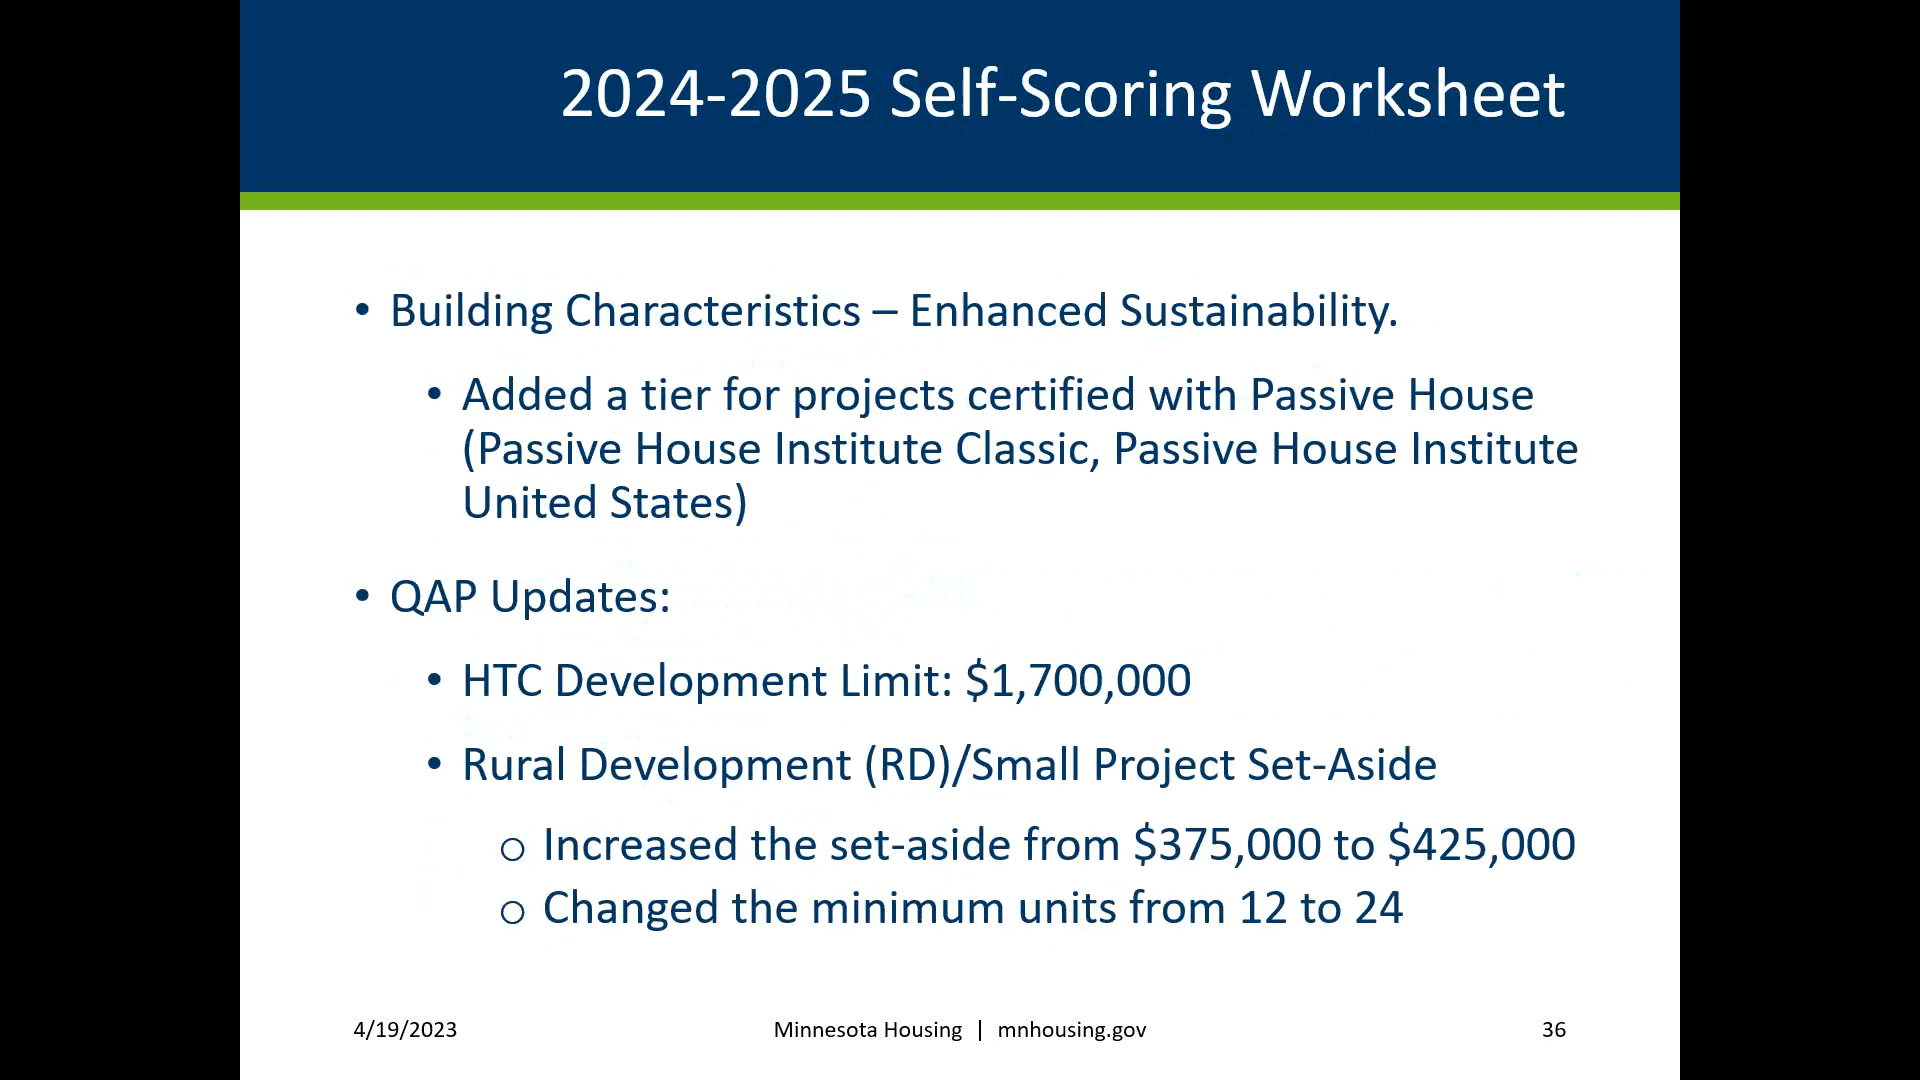 2024-2025 Self-Scoring Worksheet
• Building Characteristics – Enhanced Sustainability.
• Added a tier for projects certified with Passive House
(Passive House Institute Classic, Passive House Institute
United States)
• QAP Updates:
• HTC Development Limit: $1,700,000
• Rural Development (RD)/Small Project Set-Aside
o Increased the set-aside from $375,000 to $425,000
o Changed the minimum units from 12 to 24
4/19/2023
Minnesota Housing | mnhousing.gov
36